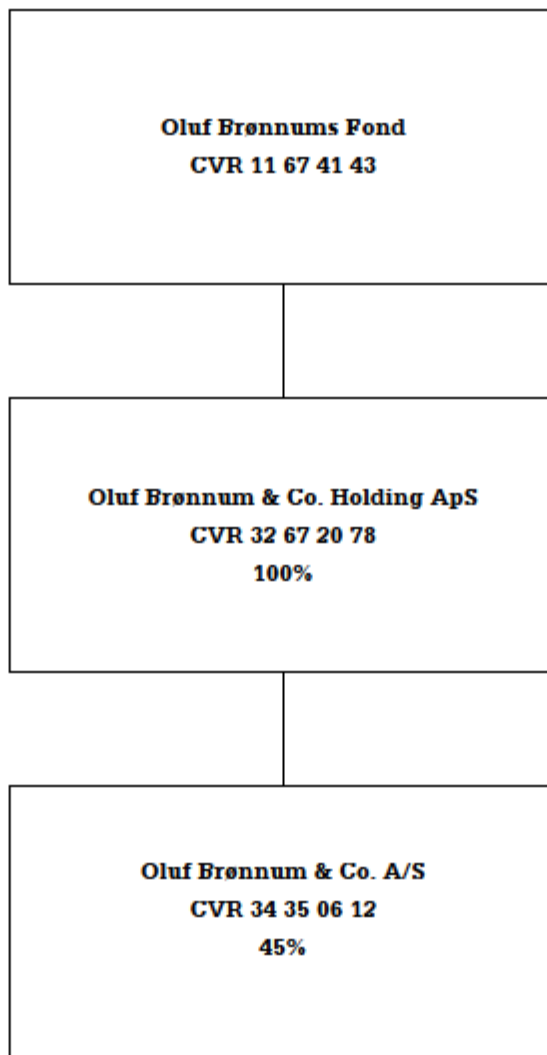 Oluf Brønnums Fond
CVR 11 67 41 43
Oluf Brønnum & Co. Holding ApS
CVR 32 67 20 78
100%
Oluf Brønnum & Co. A/S
CVR 34 35 06 12
45%